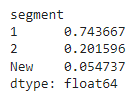 segment
1 0.743667
2 0.201596
New 0.054737
dtype: float64